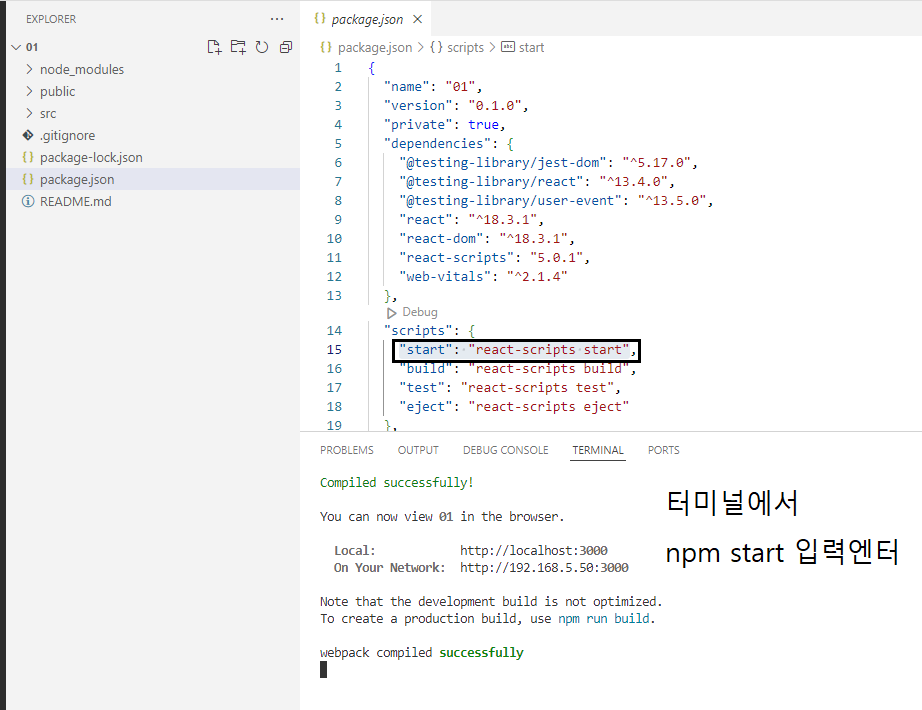 EXPLORER
01
node_modules
public
src
.gitignore
package-lock.json
package.json
README.md
package.json
package.json > scripts > start
1 {
2 "name": "01",
3 "version": "0.1.0",
4 "private": true,
5 "dependencies": {
6 "@testing-library/jest-dom": "^5.17.0",
7 "@testing-library/react": "^13.4.0",
8 "@testing-library/user-event": "^13.5.0",
9 "react": "^18.3.1",
10 "react-dom": "^18.3.1",
11 "react-scripts": "5.0.1",
12 "web-vitals": "^2.1.4"
13 },
Debug
14 "scripts": {
15 "start": "react-scripts start",
16 "build": "react-scripts build",
17 "test": "react-scripts test",
18 "eject": "react-scripts eject"
19 },
PROBLEMS OUTPUT DEBUG CONSOLE TERMINAL PORTS
Compiled successfully!
You can now view 01 in the browser.
Local: http://localhost:3000
On Your Network: http://192.168.5.50:3000
Note that the development build is not optimized.
To create a production build, use npm run build.
webpack compiled successfully
터미널에서
npm start 입력엔터